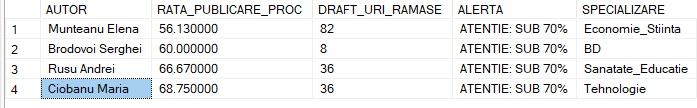 AUTOR RATA_PUBLICARE_PROC DRAFT_URI_RAMASE ALERTA SPECIALIZARE
1 Munteanu Elena 56.130000 82 ATENTIE: SUB 70% Economie_Stiinta
2 Brodovoi Serghei 60.000000 8 ATENTIE: SUB 70% BD
3 Rusu Andrei 66.670000 36 ATENTIE: SUB 70% Sanatate_Educatie
4 Ciobanu Maria 68.750000 36 ATENTIE: SUB 70% Tehnologie